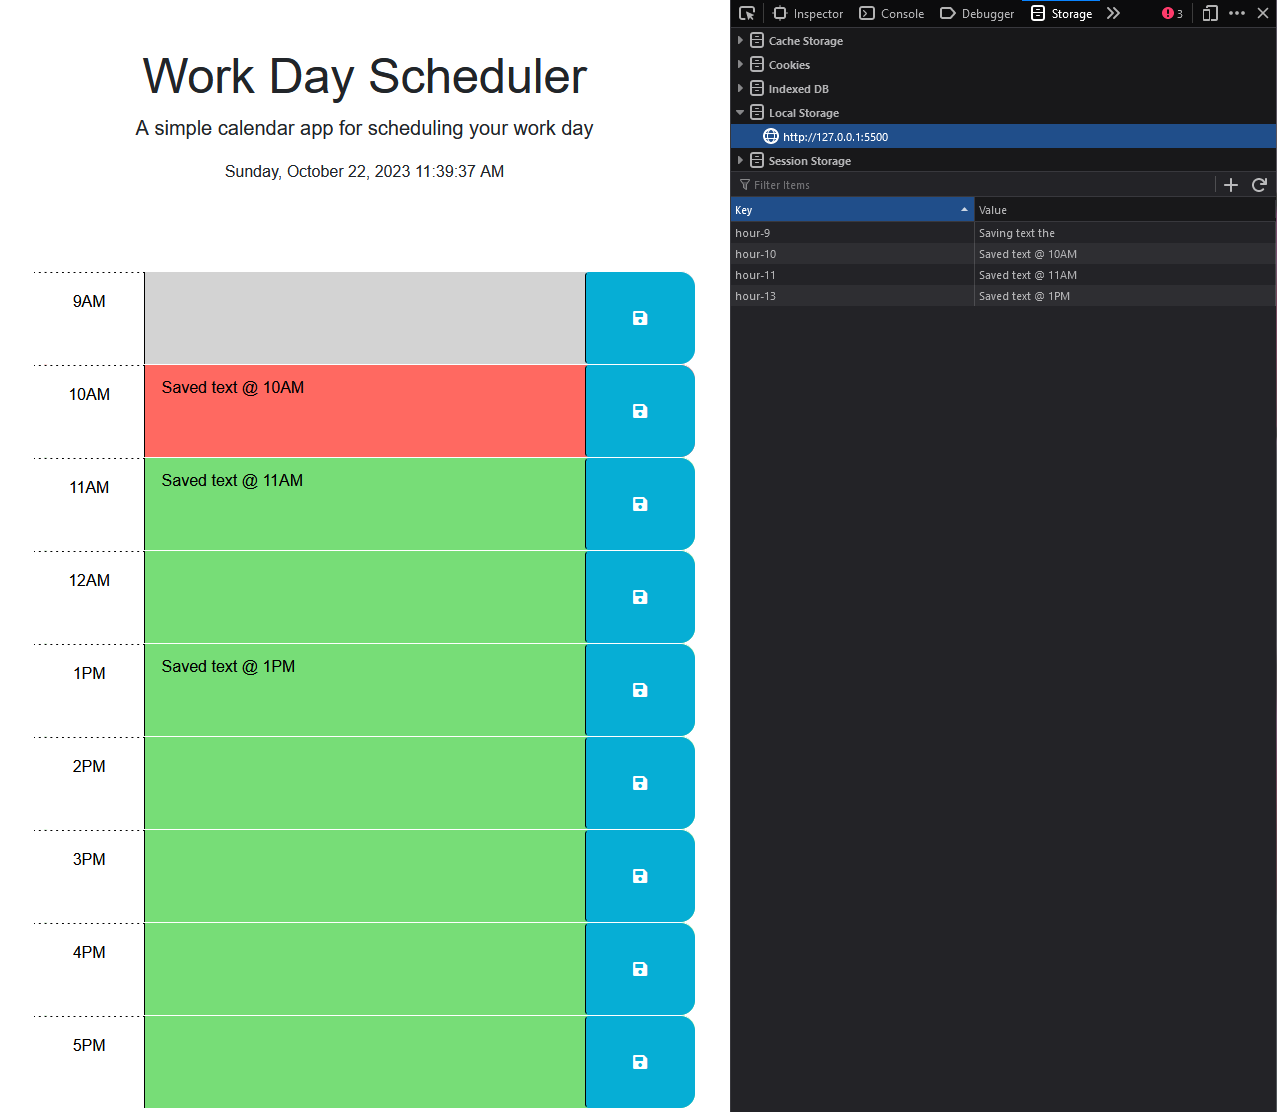 Work Day Scheduler
A simple calendar app for scheduling your work day
Sunday, October 22, 2023 11:39:37 AM
9AM
10AM
Saved text @ 10AM
11AM
Saved text @ 11AM
12AM
1PM
Saved text @ 1PM
2PM
3PM
4PM
5PM
Inspector Console Debugger Storage 3
Cache Storage
Cookies
Indexed DB
Local Storage
http://127.0.0.1:5500
Session Storage
Filter Items
Key Value
hour-9 Saving text the
hour-10 Saved text @ 10AM
hour-11 Saved text @ 11AM
hour-13 Saved text @ 1PM